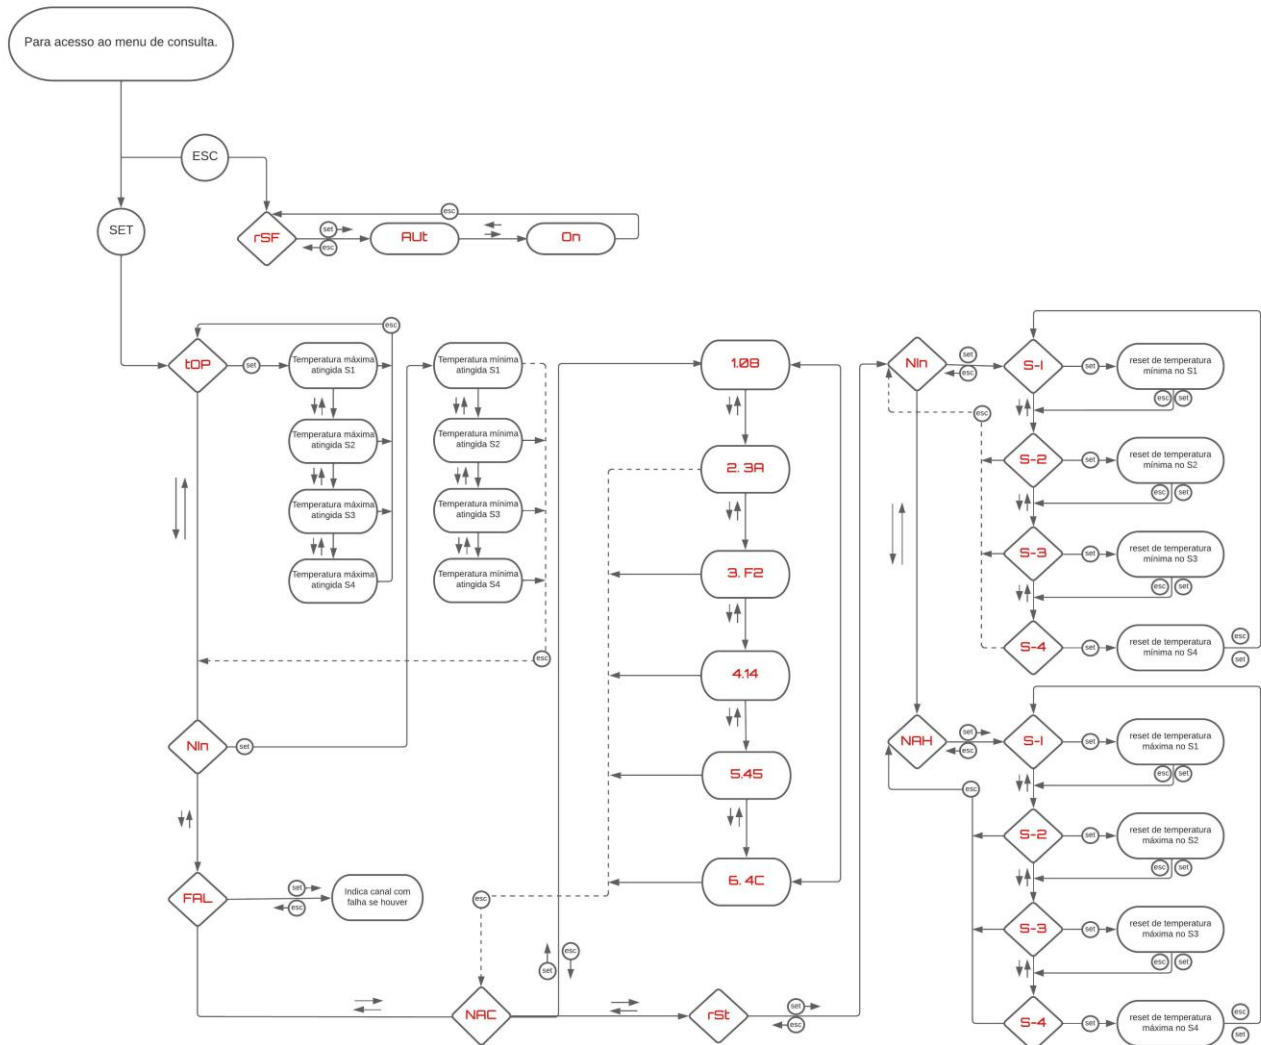 Para acesso ao menu de consulta.
ESC
SET
rSF
set
esc
AUt
On
esc
tOP
set
esc
Temperatura máxima
atingida S1
Temperatura máxima
atingida S2
Temperatura máxima
atingida S3
Temperatura máxima
atingida S4
Temperatura mínima
atingida S1
Temperatura mínima
atingida S2
Temperatura mínima
atingida S3
Temperatura mínima
atingida S4
esc
NIn
set
FAL
set
esc
Indica canal com
falha se houver
NAC
esc
set
esc
1.0B
2. 3A
3. F2
4.14
5.45
6. 4C
rSt
set
esc
NIn
set
esc
esc
S-1
set
reset de temperatura
mínima no S1
esc set
S-2
set
reset de temperatura
mínima no S2
esc set
S-3
set
reset de temperatura
mínima no S3
esc set
S-4
set
reset de temperatura
mínima no S4
esc
set
NAH
set
esc
esc
S-1
set
reset de temperatura
máxima no S1
esc set
S-2
set
reset de temperatura
máxima no S2
esc set
S-3
set
reset de temperatura
máxima no S3
esc set
S-4
set
reset de temperatura
máxima no S4
esc
set